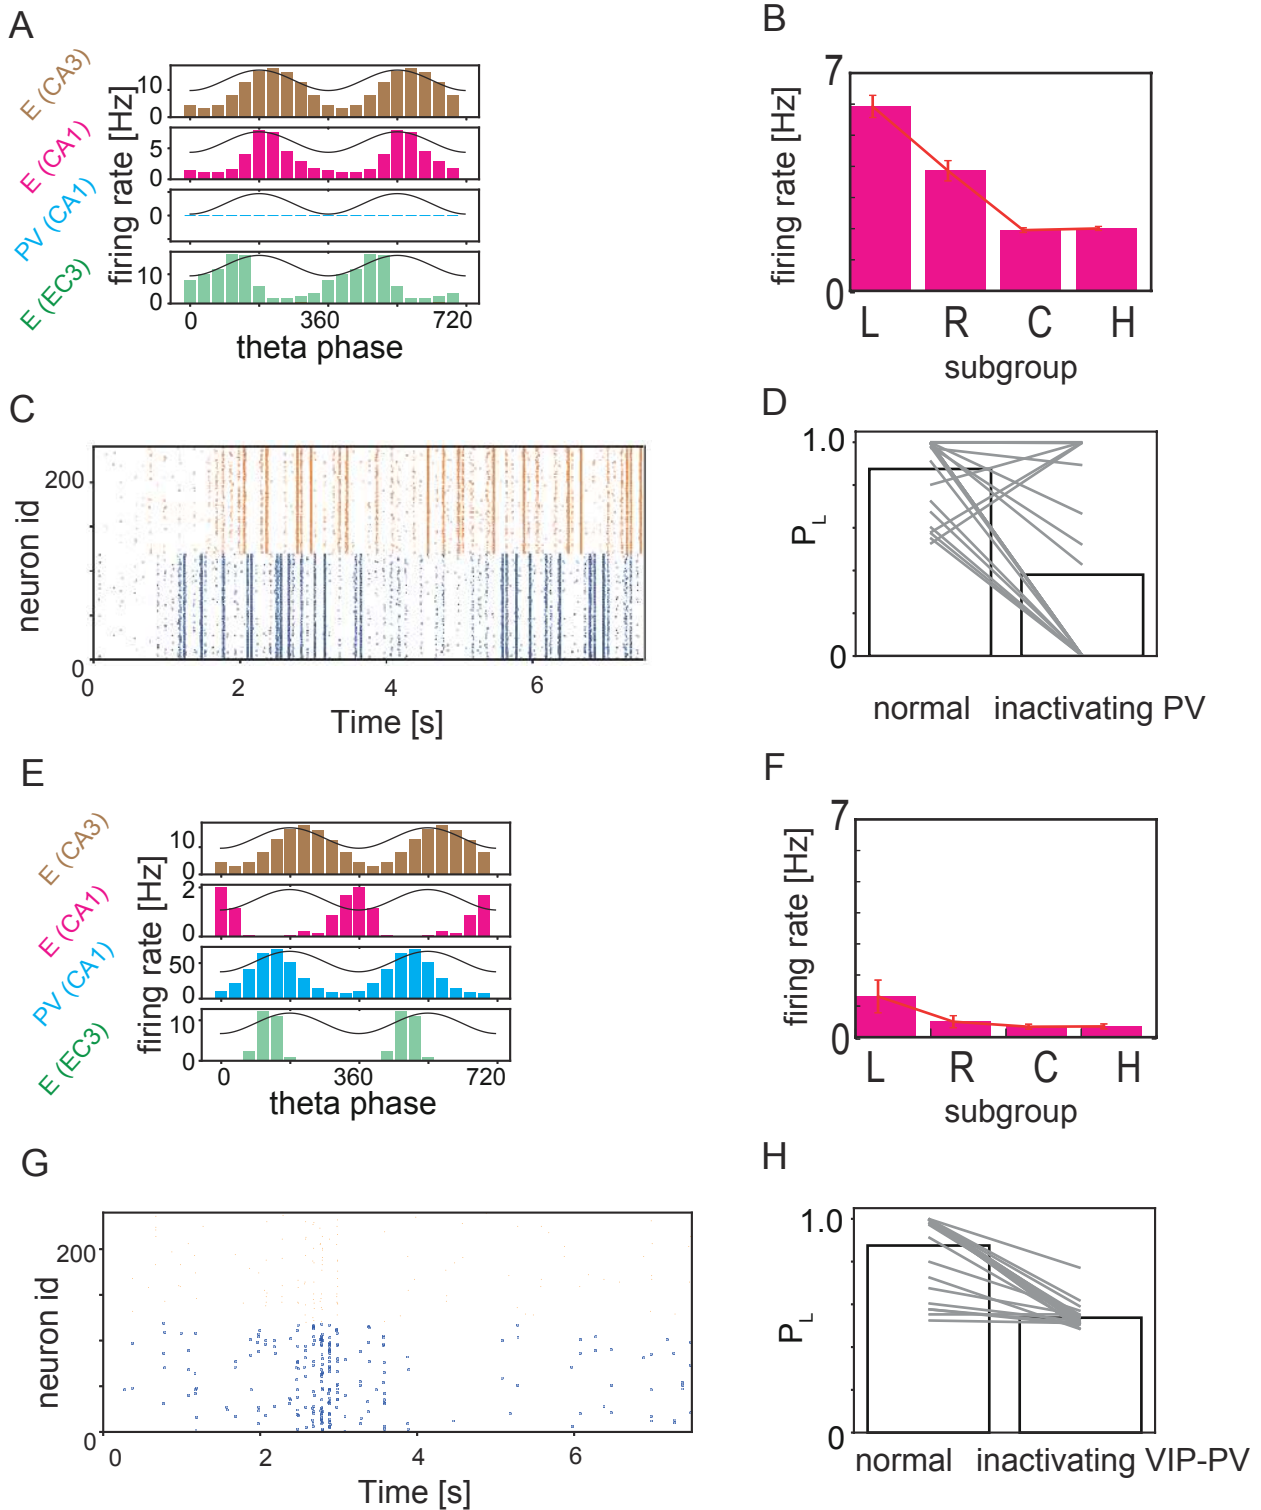 A
E (CA3)
E (CA1)
PV (CA1)
E (EC3)
firing rate [Hz]
10
0
5
0
0
10
0
0 360 720
theta phase
B
firing rate [Hz]
7
0
L R C H
subgroup
C
neuron id
200
0
0 2 4 6
Time [s]
D
P_L
1.0
0
normal inactivating PV
E
E (CA3)
E (CA1)
PV (CA1)
E (EC3)
firing rate [Hz]
10
0
2
0
50
0
10
0
0 360 720
theta phase
F
firing rate [Hz]
7
0
L R C H
subgroup
G
neuron id
200
0
0 2 4 6
Time [s]
H
P_L
1.0
0
normal inactivating VIP-PV